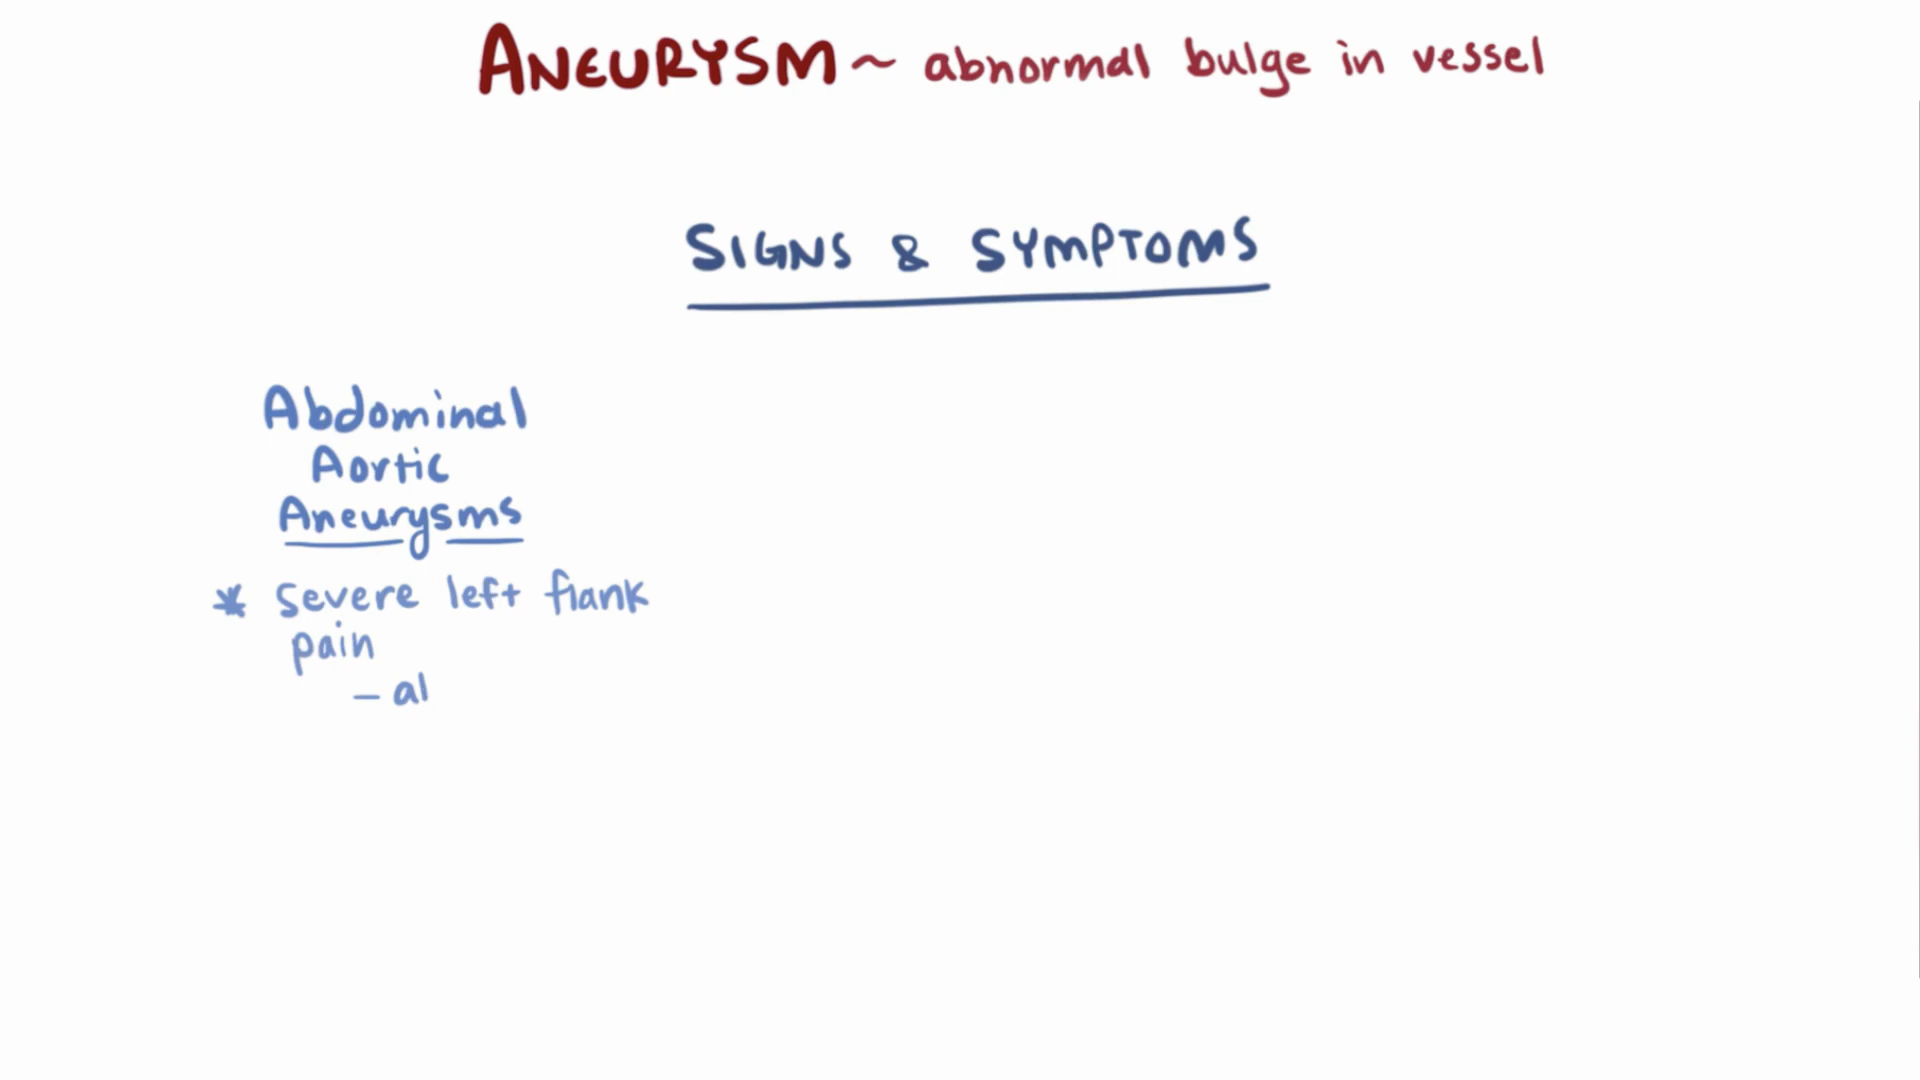 ANEURYSM ~ abnormal bulge in vessel
SIGNS & SYMPTOMS
Abdominal
Aortic
Aneurysms
* severe left flank
pain
- al